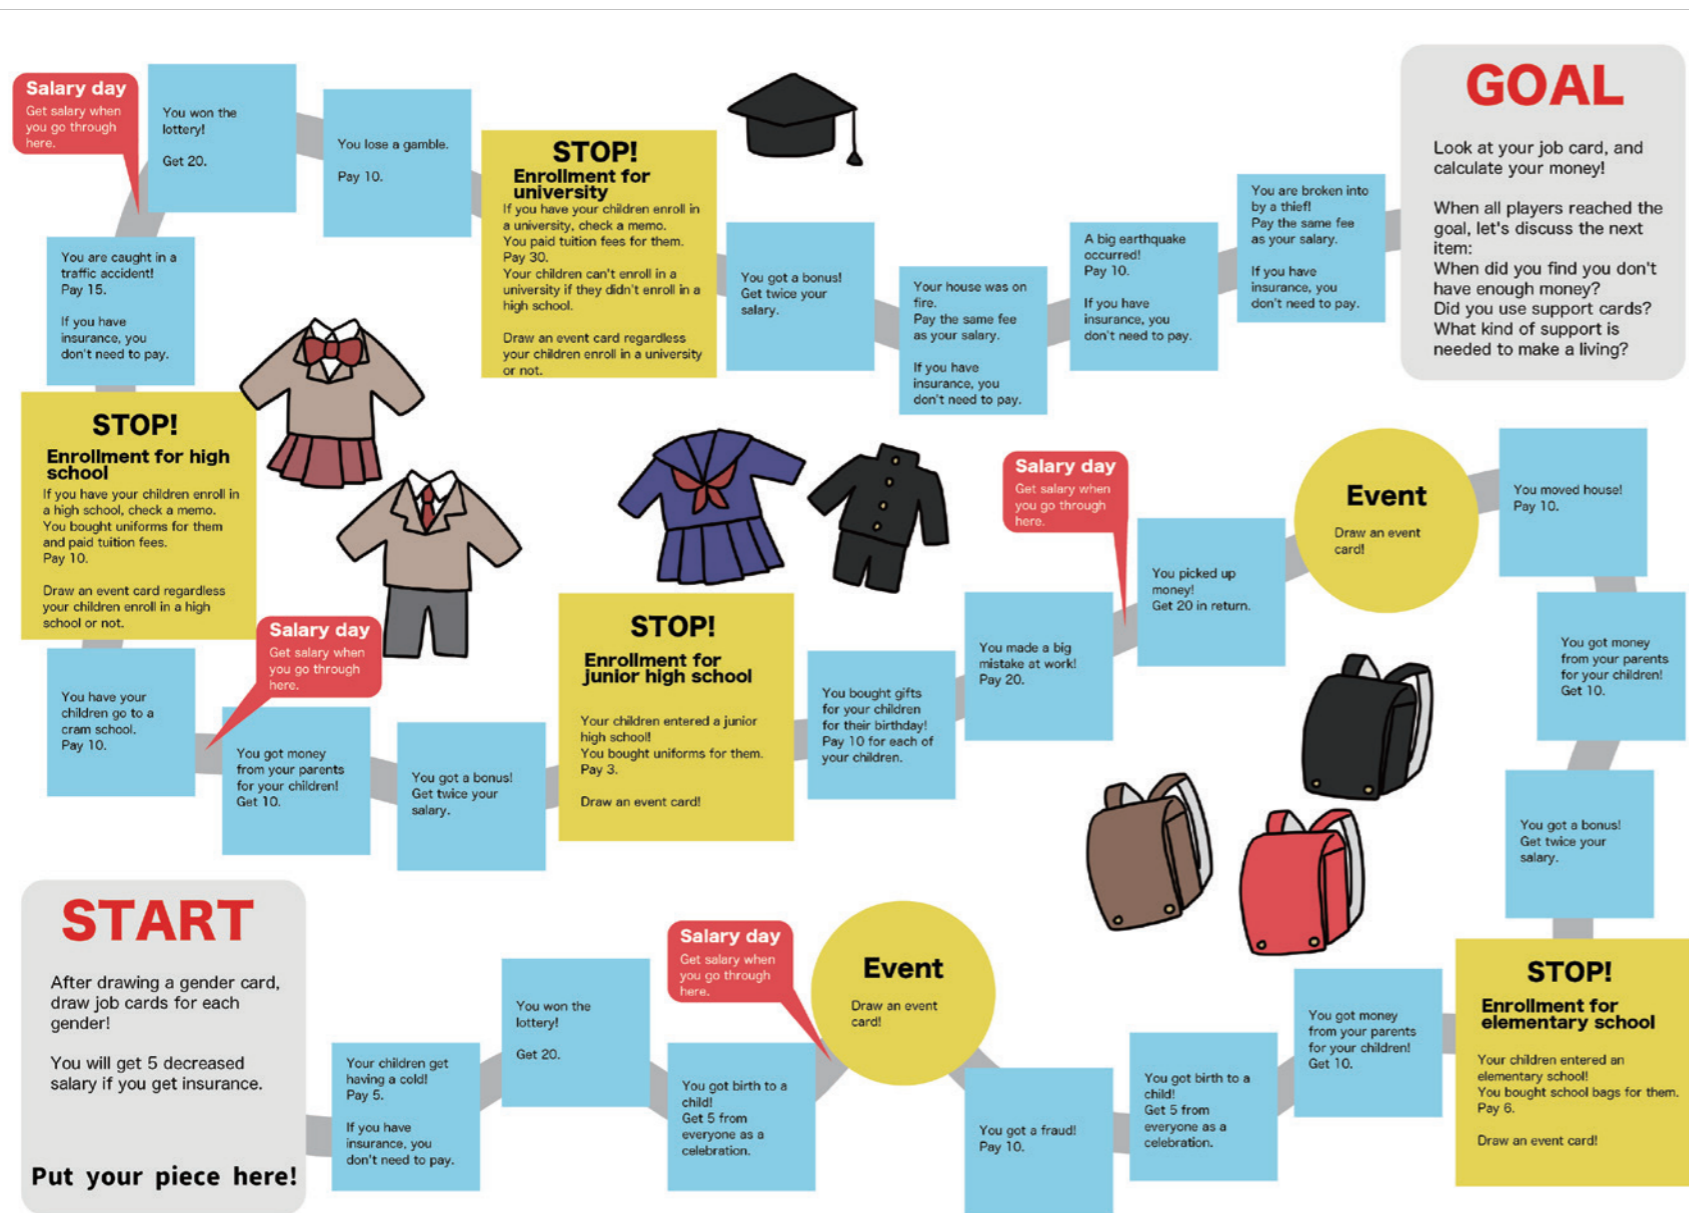 Salary day
Get salary when
you go through
here.
You won the
lottery!
Get 20.
You lose a gamble.
Pay 10.
STOP!
Enrollment for
university
If you have your children enroll in
a university, check a memo.
You paid tuition fees for them.
Pay 30.
Your children can't enroll in a
university if they didn't enroll in a
high school.
Draw an event card regardless
your children enroll in a university
or not.
You got a bonus!
Get twice your
salary.
Your house was on
fire.
Pay the same fee
as your salary.
If you have
insurance, you
don't need to pay.
A big earthquake
occurred!
Pay 10.
If you have
insurance, you
don't need to pay.
You are broken into
by a thief!
Pay the same fee
as your salary.
If you have
insurance, you
don't need to pay.
GOAL
Look at your job card, and
calculate your money!
When all players reached the
goal, let's discuss the next
item:
When did you find you don't
have enough money?
Did you use support cards?
What kind of support is
needed to make a living?
You are caught in a
traffic accident!
Pay 15.
If you have
insurance, you
don't need to pay.
STOP!
Enrollment for high
school
If you have your children enroll in
a high school, check a memo.
You bought uniforms for them
and paid tuition fees.
Pay 10.
Draw an event card regardless
your children enroll in a high
school or not.
Salary day
Get salary when
you go through
here.
You have your
children go to a
cram school.
Pay 10.
You got money
from your parents
for your children!
Get 10.
You got a bonus!
Get twice your
salary.
STOP!
Enrollment for
junior high school
Your children entered a junior
high school!
You bought uniforms for them.
Pay 3.
Draw an event card!
You bought gifts
for your children
for their birthday!
Pay 10 for each of
your children.
You made a big
mistake at work!
Pay 20.
Salary day
Get salary when
you go through
here.
You picked up
money!
Get 20 in return.
Event
Draw an event
card!
You moved house!
Pay 10.
You got money
from your parents
for your children!
Get 10.
You got a bonus!
Get twice your
salary.
START
After drawing a gender card,
draw job cards for each
gender!
You will get 5 decreased
salary if you get insurance.
Put your piece here!
Your children get
having a cold!
Pay 5.
If you have
insurance, you
don't need to pay.
You won the
lottery!
Get 20.
You got birth to a
child!
Get 5 from
everyone as a
celebration.
Salary day
Get salary when
you go through
here.
Event
Draw an event
card!
You got a fraud!
Pay 10.
You got birth to a
child!
Get 5 from
everyone as a
celebration.
You got money
from your parents
for your children!
Get 10.
STOP!
Enrollment for
elementary school
Your children entered an
elementary school!
You bought school bags for them.
Pay 6.
Draw an event card!